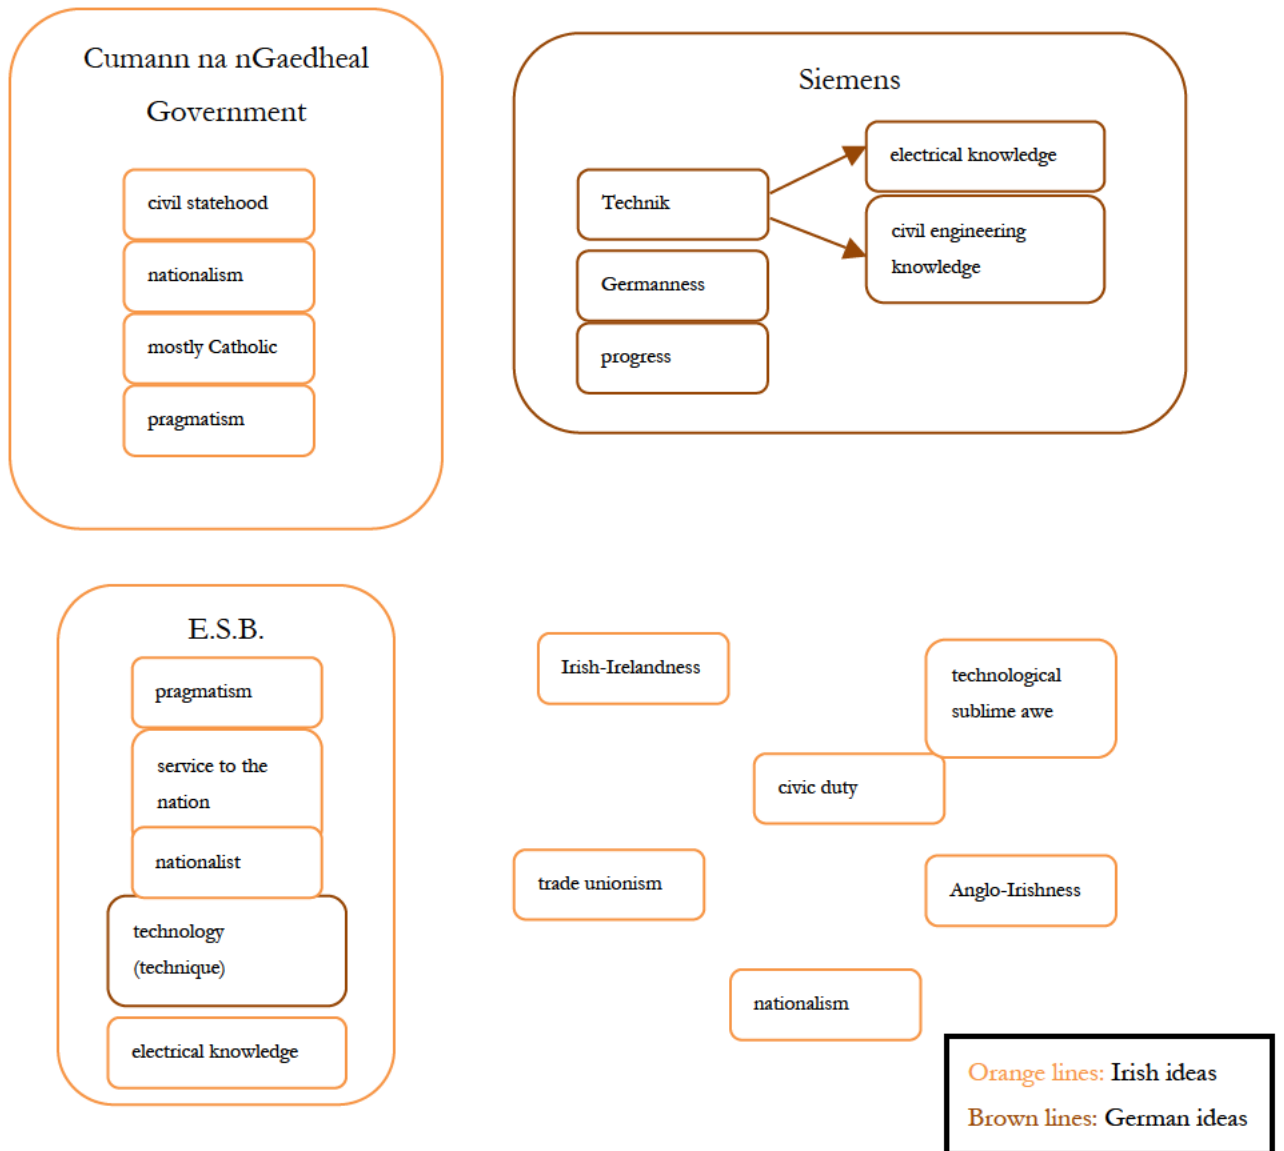 Cumann na nGaedheal
Government
civil statehood
nationalism
mostly Catholic
pragmatism
Siemens
Technik
Germanness
progress
electrical knowledge
civil engineering
knowledge
E.S.B.
pragmatism
service to the
nation
nationalist
technology
(technique)
electrical knowledge
Irish-Irelandness
technological
sublime awe
civic duty
trade unionism
Anglo-Irishness
nationalism
Orange lines: Irish ideas
Brown lines: German ideas